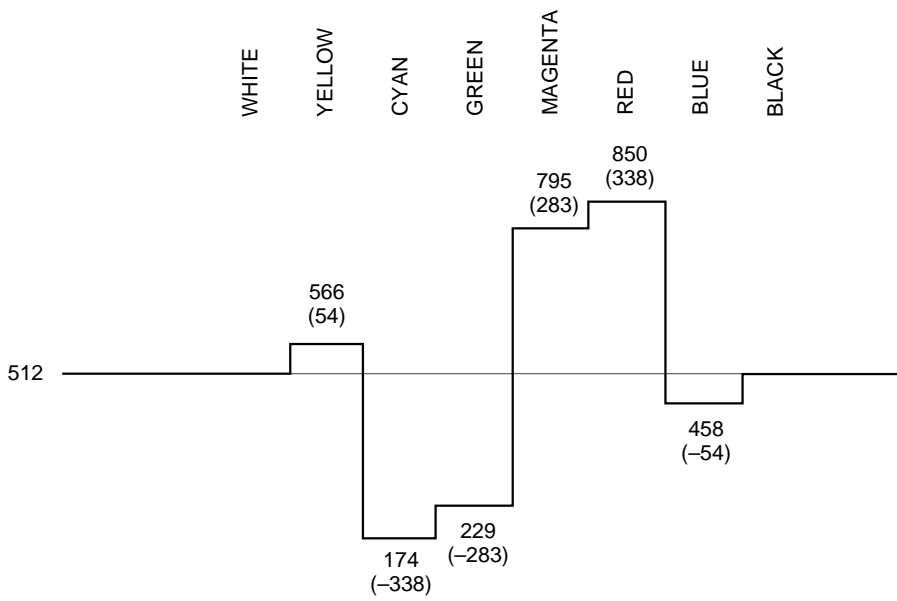 WHITE
YELLOW
CYAN
GREEN
MAGENTA
RED
BLUE
BLACK
850
(338)
795
(283)
566
(54)
512
458
(–54)
229
(–283)
174
(–338)